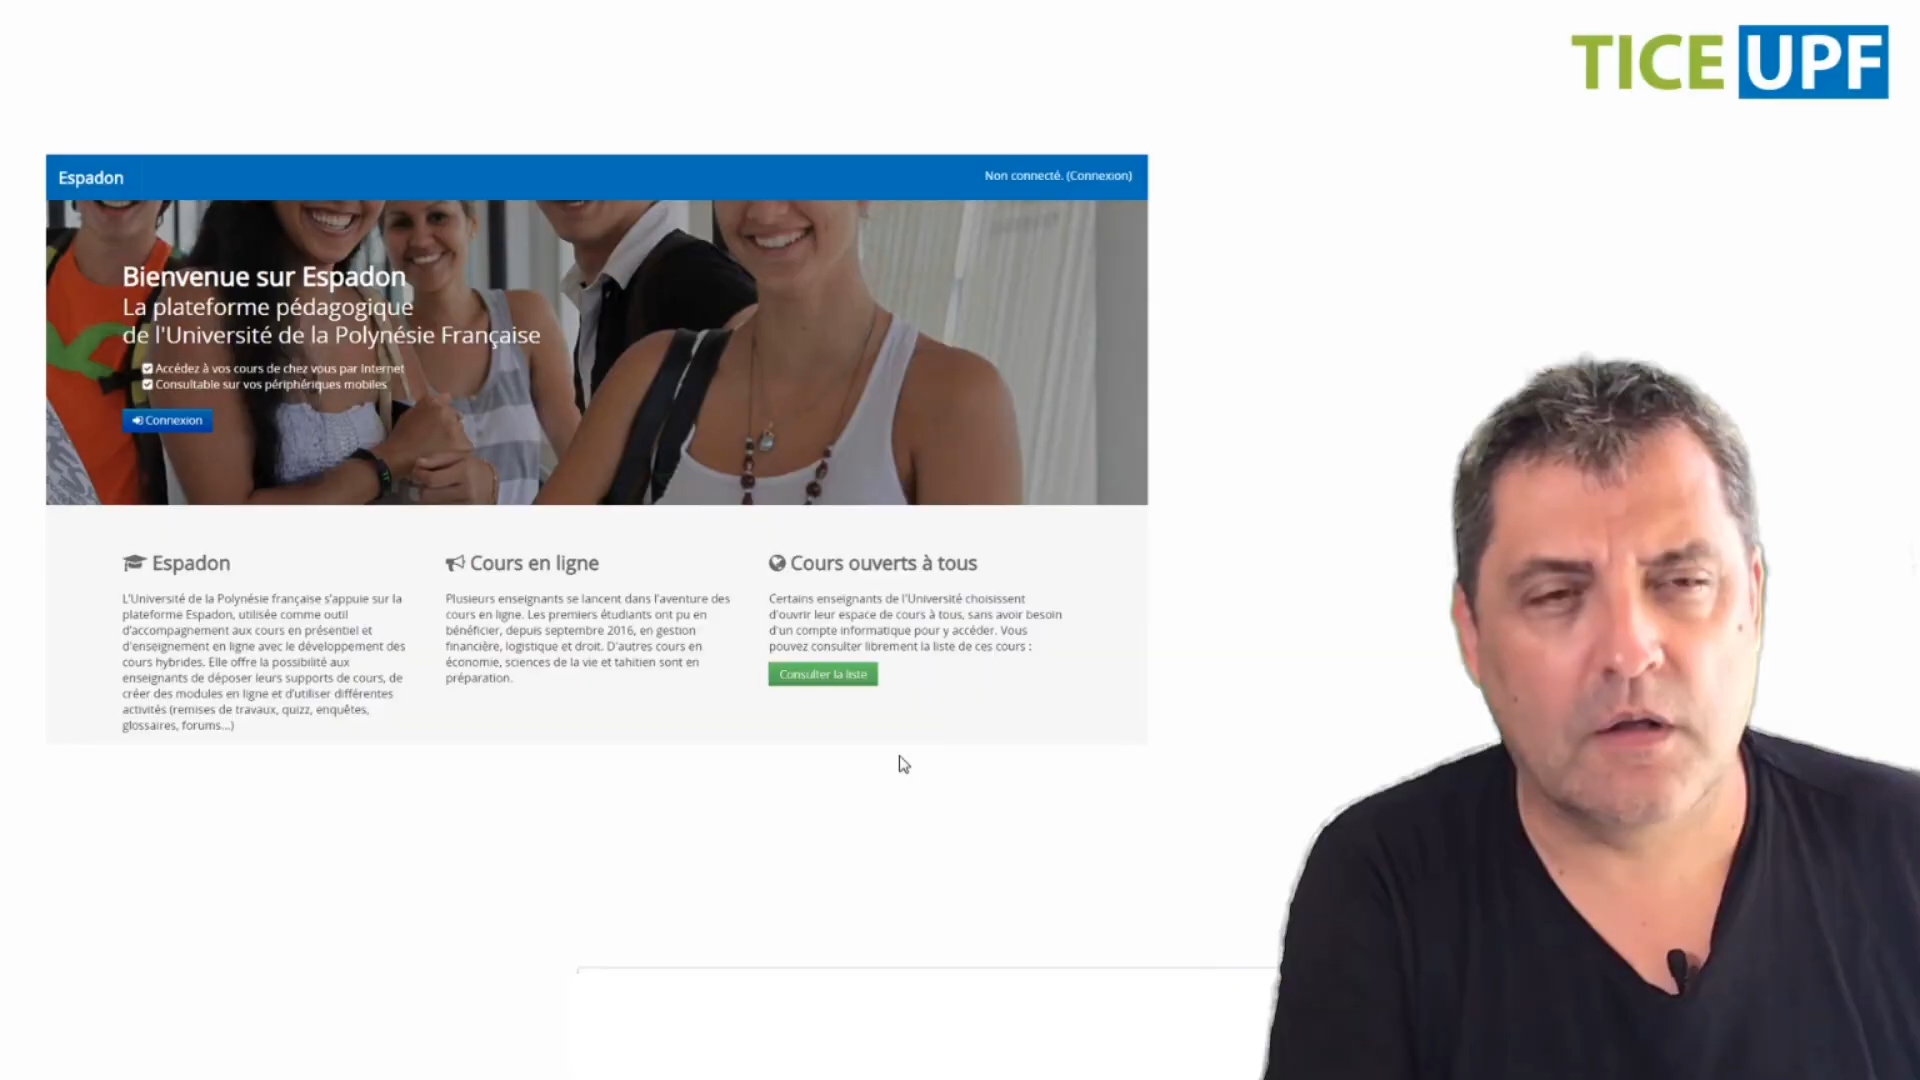 TICE UPF
Espadon
Non connecté. (Connexion)
Bienvenue sur Espadon
La plateforme pédagogique
de l'Université de la Polynésie Française
Accédez à vos cours de chez vous par Internet
Consultable sur vos périphériques mobiles
Connexion
Espadon
L'Université de la Polynésie française s'appuie sur la
plateforme Espadon, utilisée comme outil
d'accompagnement aux cours en présentiel et
d'enseignement en ligne avec le développement des
cours hybrides. Elle offre la possibilité aux
enseignants de déposer leurs supports de cours, de
créer des modules en ligne et d'utiliser différentes
activités (remises de travaux, quizz, enquêtes,
glossaires, forums...)
Cours en ligne
Plusieurs enseignants se lancent dans l'aventure des
cours en ligne. Les premiers étudiants ont pu en
bénéficier, depuis septembre 2016, en gestion
financière, logistique et droit. D'autres cours en
économie, sciences de la vie et tahitien sont en
préparation.
Cours ouverts à tous
Certains enseignants de l'Université choisissent
d'ouvrir leur espace de cours à tous, sans avoir besoin
d'un compte informatique pour y accéder. Vous
pouvez consulter librement la liste de ces cours :
Consulter la liste